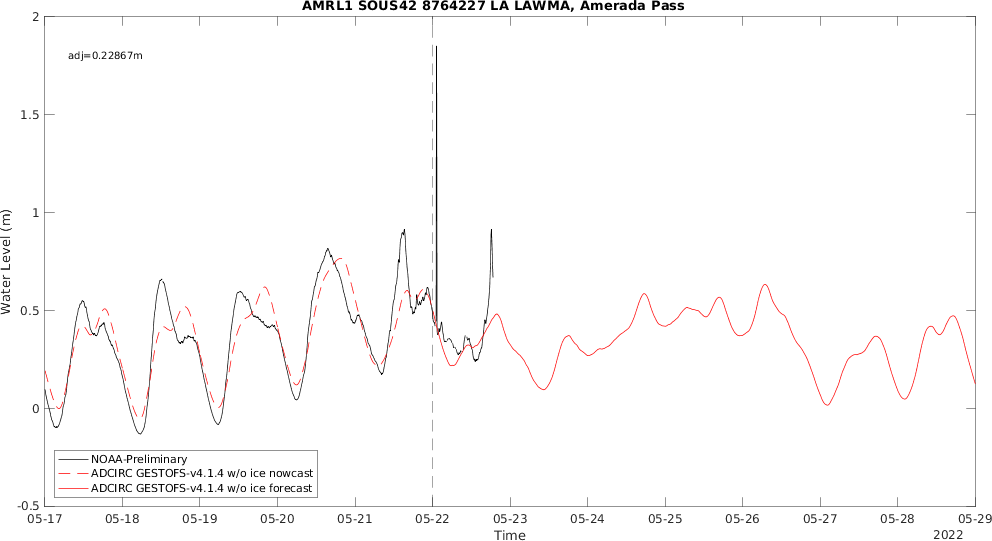 AMRL1 SOUS42 8764227 LA LAWMA, Amerada Pass
adj=0.22867m
Water Level (m)
2
1.5
1
0.5
0
-0.5
NOAA-Preliminary
ADCIRC GESTOFS-v4.1.4 w/o ice nowcast
ADCIRC GESTOFS-v4.1.4 w/o ice forecast
05-17 05-18 05-19 05-20 05-21 05-22 05-23 05-24 05-25 05-26 05-27 05-28 05-29
Time
2022